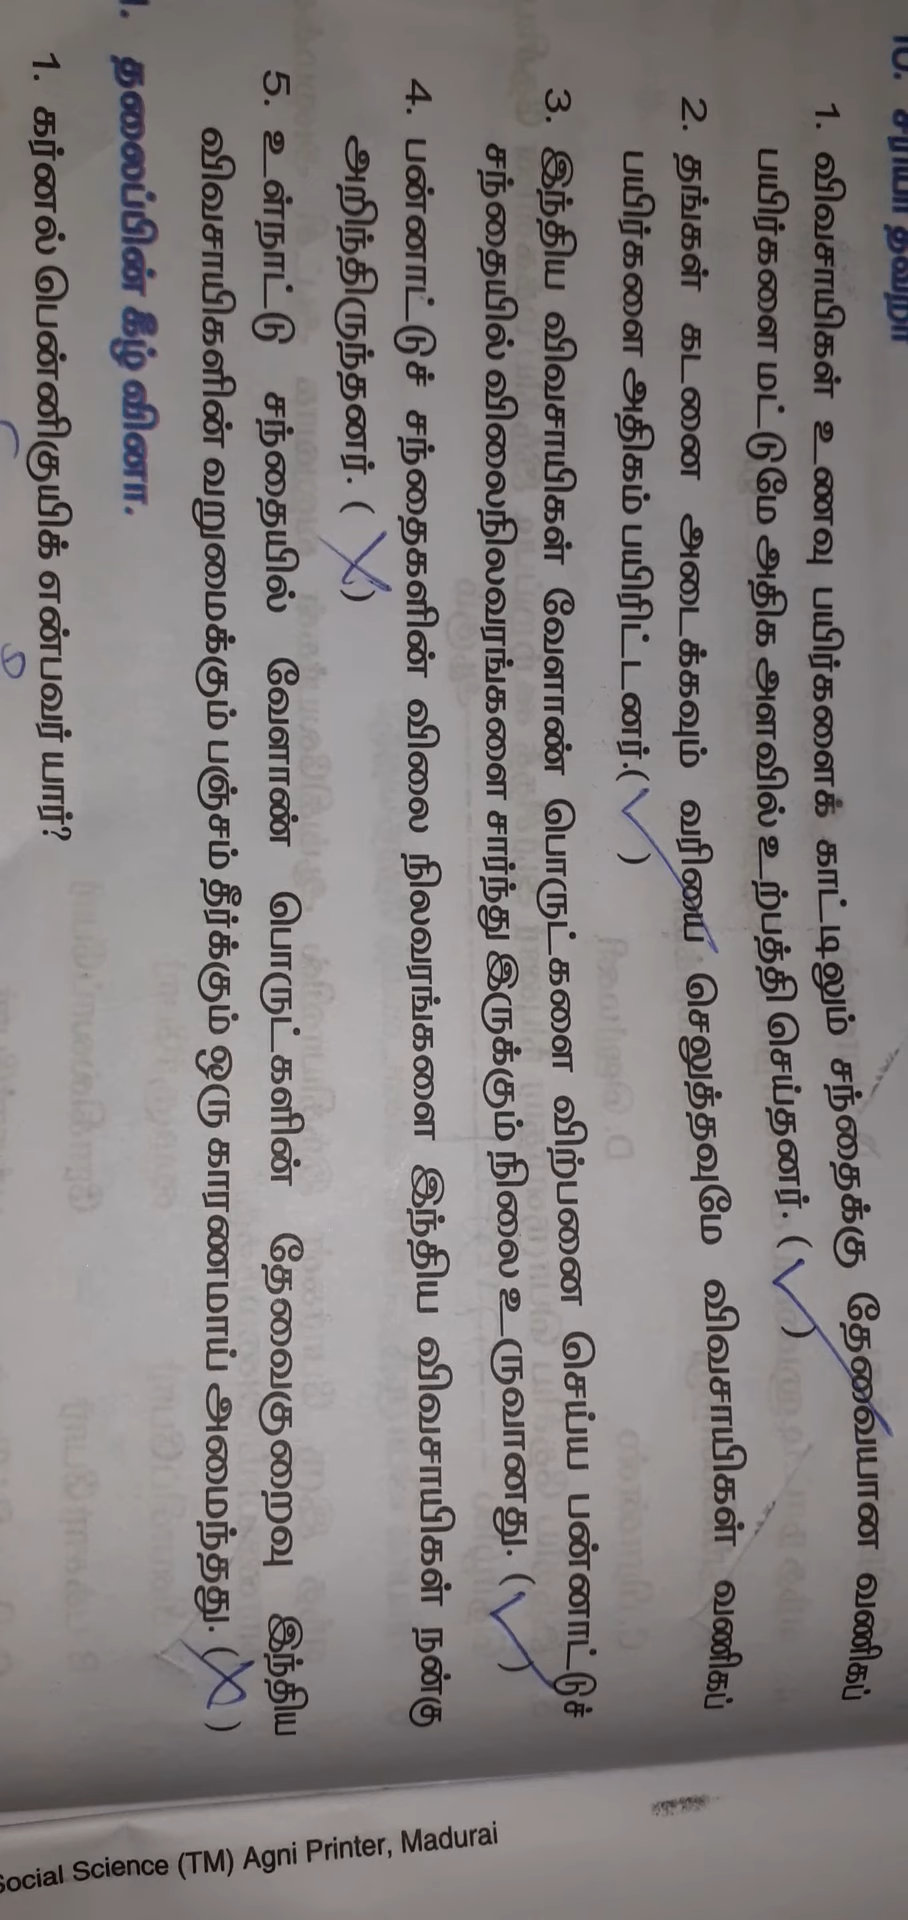 10. சரியா தவறா
1. விவசாயிகள் உணவு பயிர்களைக் காட்டிலும் சந்தைக்கு தேவையான வணிகப்
பயிர்களை மட்டுமே அதிக அளவில் உற்பத்தி செய்தனர். (✓)
2. தங்கள் கடனை அடைக்கவும் வரியை செலுத்தவுமே விவசாயிகள் வணிகப்
பயிர்களை அதிகம் பயிரிட்டனர்.(✓)
3. இந்திய விவசாயிகள் வேளாண் பொருட்களை விற்பனை செய்ய பன்னாட்டுச்
சந்தையில் விலைநிலவரங்களை சார்ந்து இருக்கும் நிலை உருவானது. (✓)
4. பன்னாட்டுச் சந்தைகளின் விலை நிலவரங்களை இந்திய விவசாயிகள் நன்கு
அறிந்திருந்தனர். (X)
5. உள்நாட்டு சந்தையில் வேளாண் பொருட்களின் தேவைகுறைவு இந்திய
விவசாயிகளின் வறுமைக்கும் பஞ்சம் தீர்க்கும் ஒரு காரணமாய் அமைந்தது. (X)
தலைப்பின் கீழ் வினா.
1. கர்னல் பென்னிகுயிக் என்பவர் யார்?
Social Science (TM) Agni Printer, Madurai